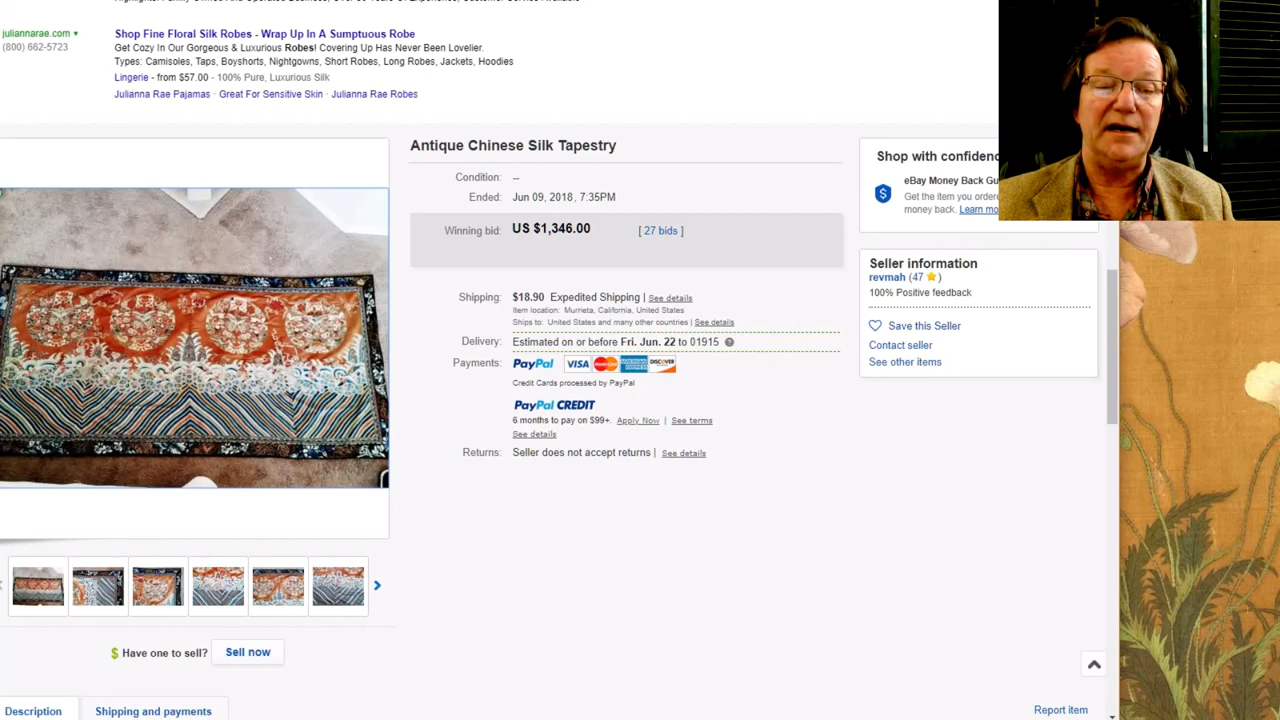 juliannarae.com
(800) 662-5723
Shop Fine Floral Silk Robes - Wrap Up In A Sumptuous Robe
Get Cozy In Our Gorgeous & Luxurious Robes! Covering Up Has Never Been Lovelier.
Types: Camisoles, Taps, Boyshorts, Nightgowns, Short Robes, Long Robes, Jackets, Hoodies
Lingerie - from $57.00 - 100% Pure, Luxurious Silk
Julianna Rae Pajamas · Great For Sensitive Skin · Julianna Rae Robes
Antique Chinese Silk Tapestry
Condition: --
Ended: Jun 09, 2018, 7:35PM
Winning bid: US $1,346.00 [ 27 bids ]
Shipping: $18.90 Expedited Shipping | See details
Item location: Murrieta, California, United States
Ships to: United States and many other countries | See details
Delivery: Estimated on or before Fri. Jun. 22 to 01915
Payments: PayPal VISA MasterCard AMERICAN EXPRESS DISCOVER
Credit Cards processed by PayPal
PayPal CREDIT
6 months to pay on $99+. Apply Now | See terms
See details
Returns: Seller does not accept returns | See details
Shop with confidenc
eBay Money Back Gu
Get the item you ordere
money back. Learn mo
Seller information
revmah (47)
100% Positive feedback
Save this Seller
Contact seller
See other items
Have one to sell? Sell now
Description Shipping and payments
Report item